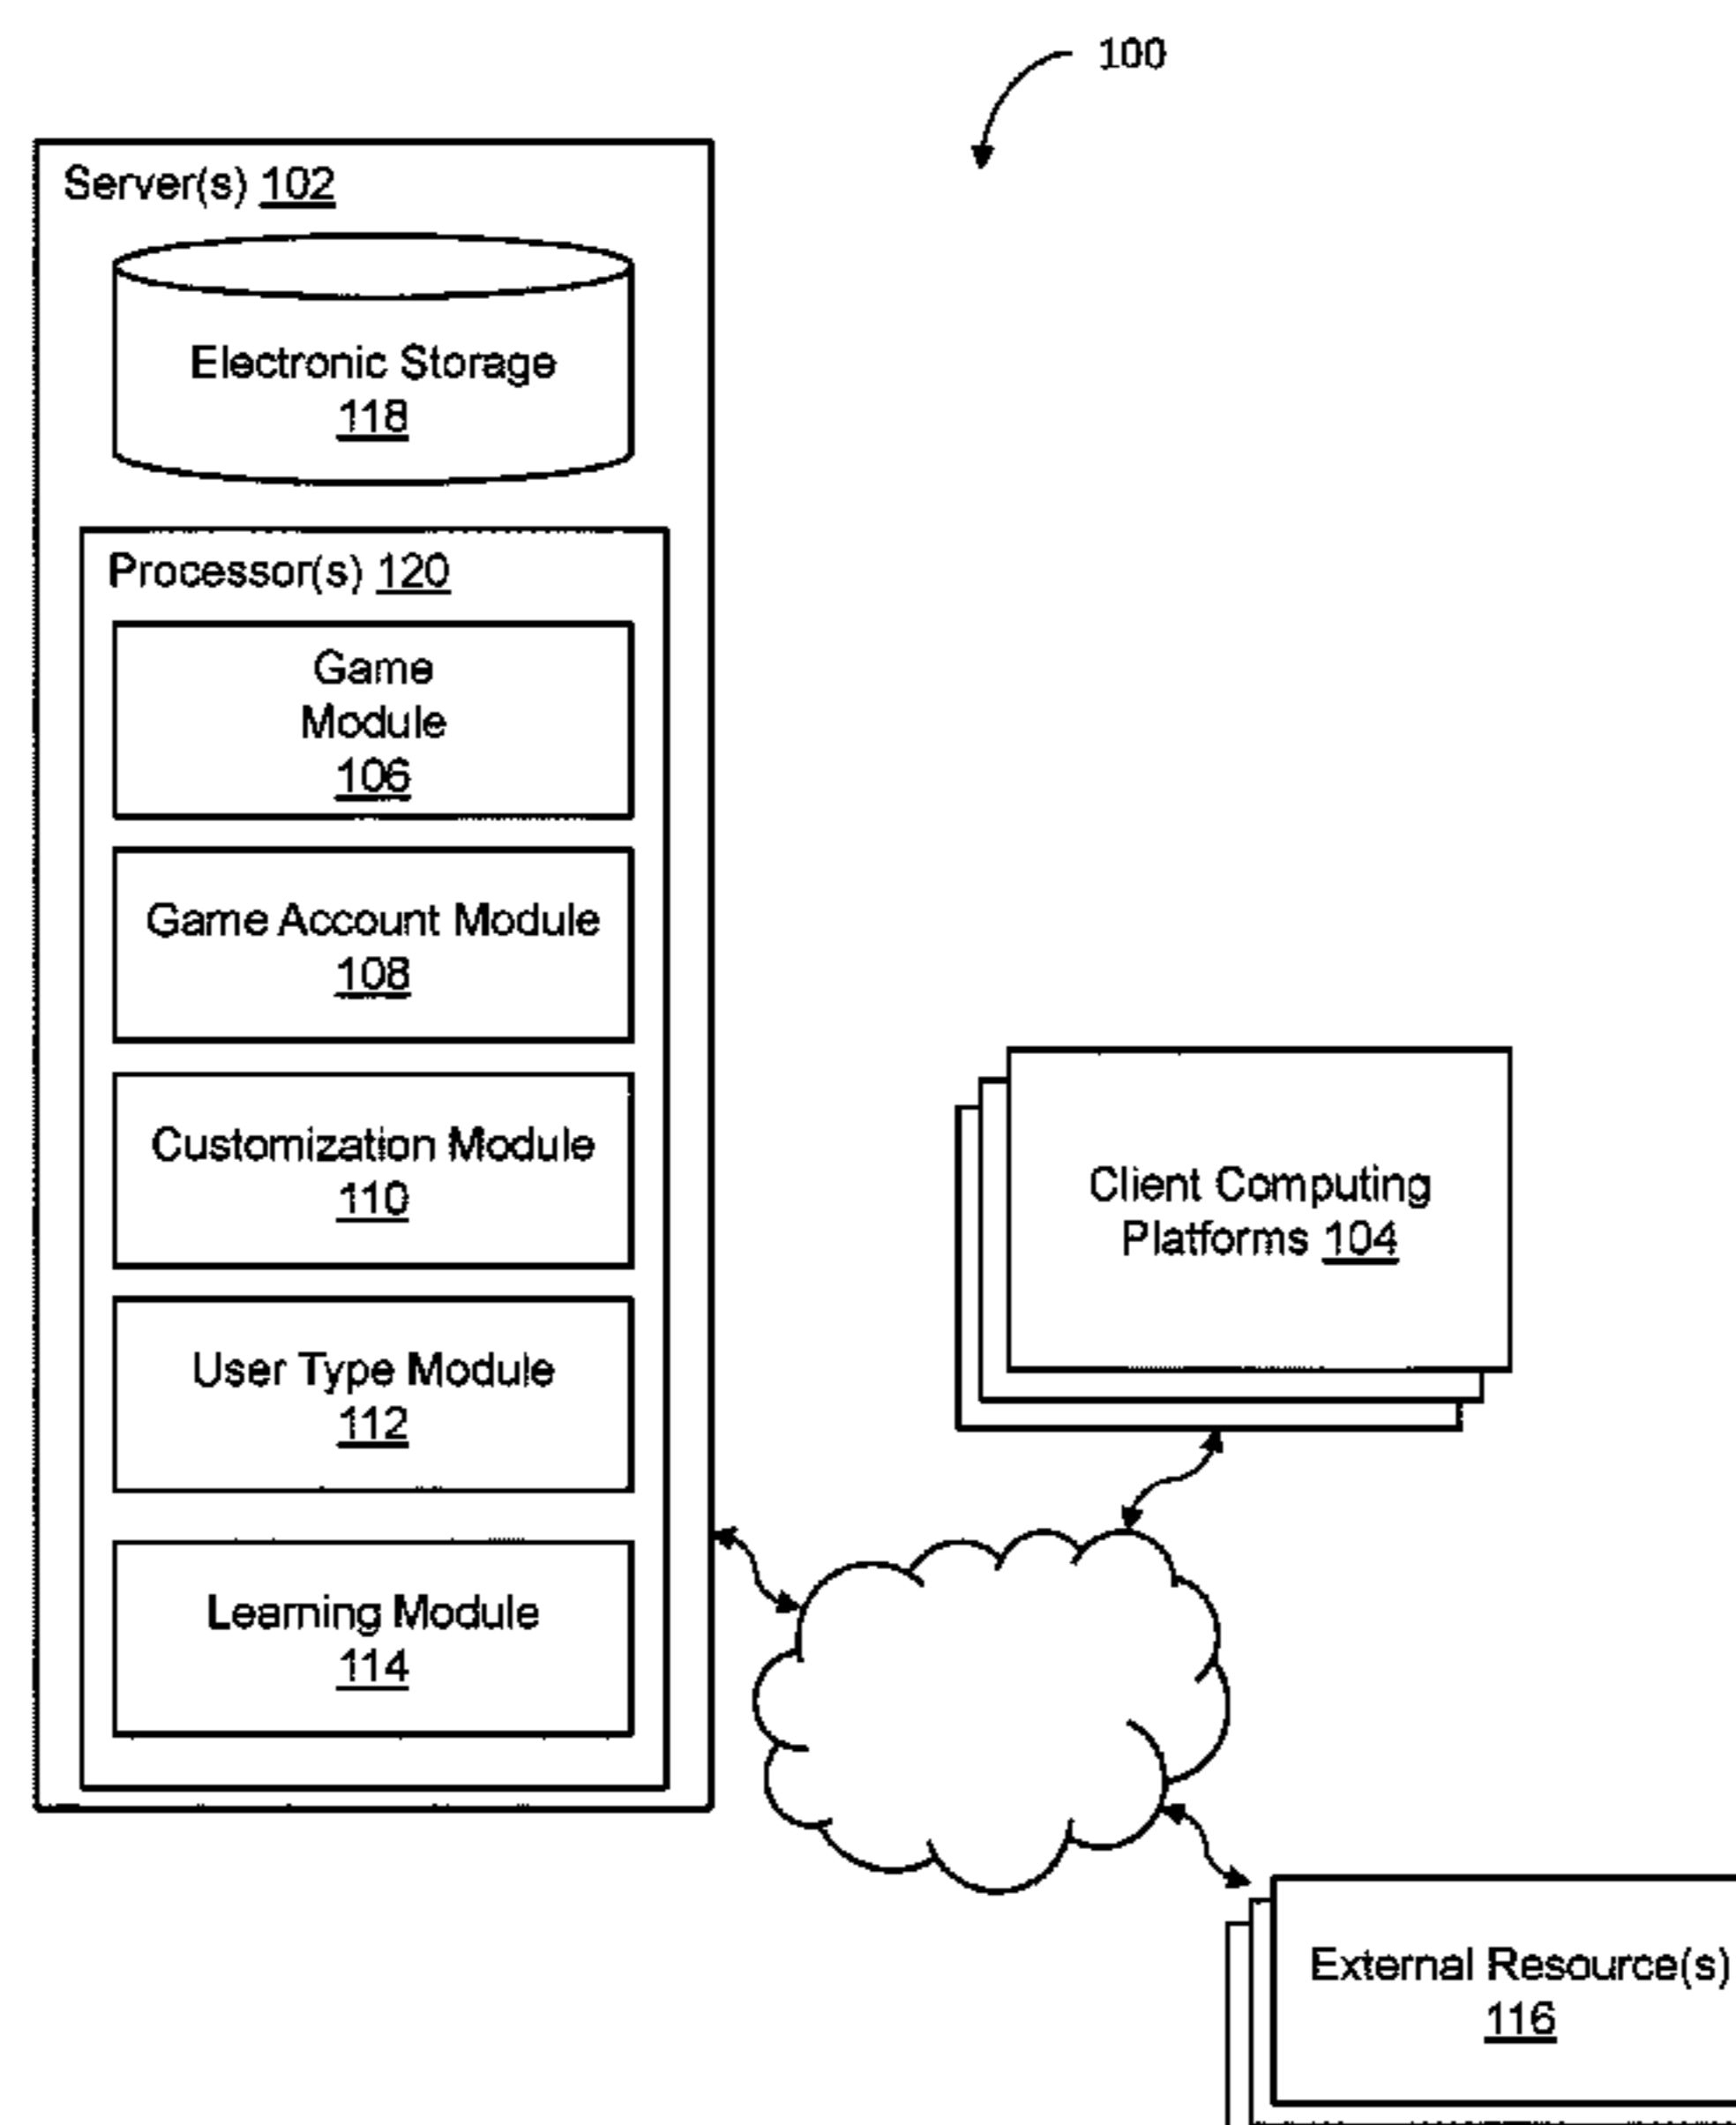 100
Server(s) 102
Electronic Storage
118
Processor(s) 120
Game
Module
106
Game Account Module
108
Customization Module
110
User Type Module
112
Learning Module
114
Client Computing
Platforms 104
External Resource(s)
116